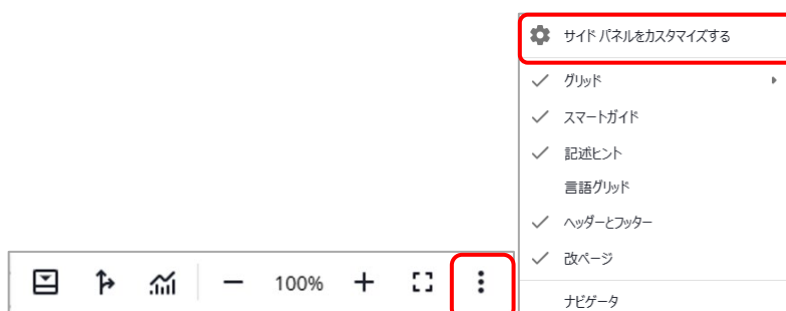 サイド パネルをカスタマイズする
グリッド
スマートガイド
記述ヒント
言語グリッド
ヘッダーとフッター
改ページ
ナビゲータ
100%